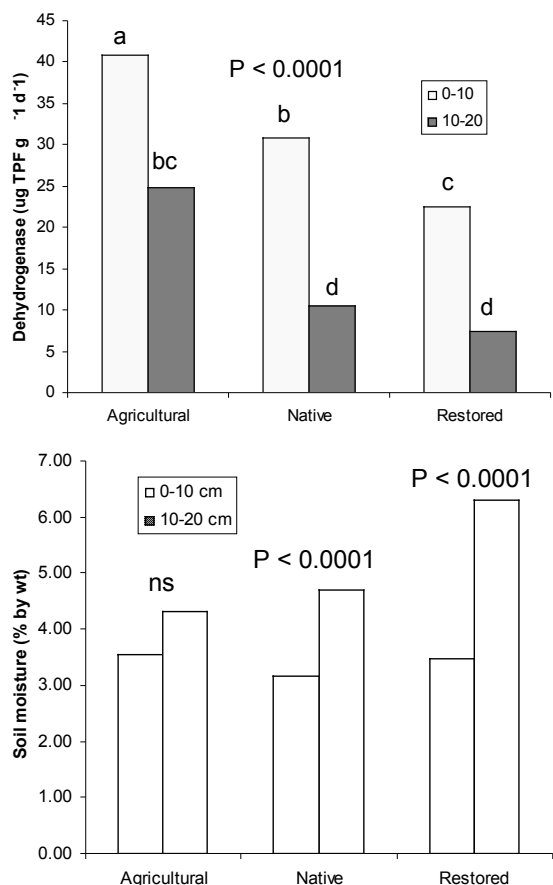 45
40
35
30
25
20
15
10
5
0
Dehydrogenase (ug TPF g
-1 d-1)
a
bc
P < 0.0001
b
d
c
d
0-10
10-20
Agricultural Native Restored
7.00
6.00
5.00
4.00
3.00
2.00
1.00
0.00
Soil moisture (% by wt)
0-10 cm
10-20 cm
ns
P < 0.0001
P < 0.0001
Agricultural Native Restored